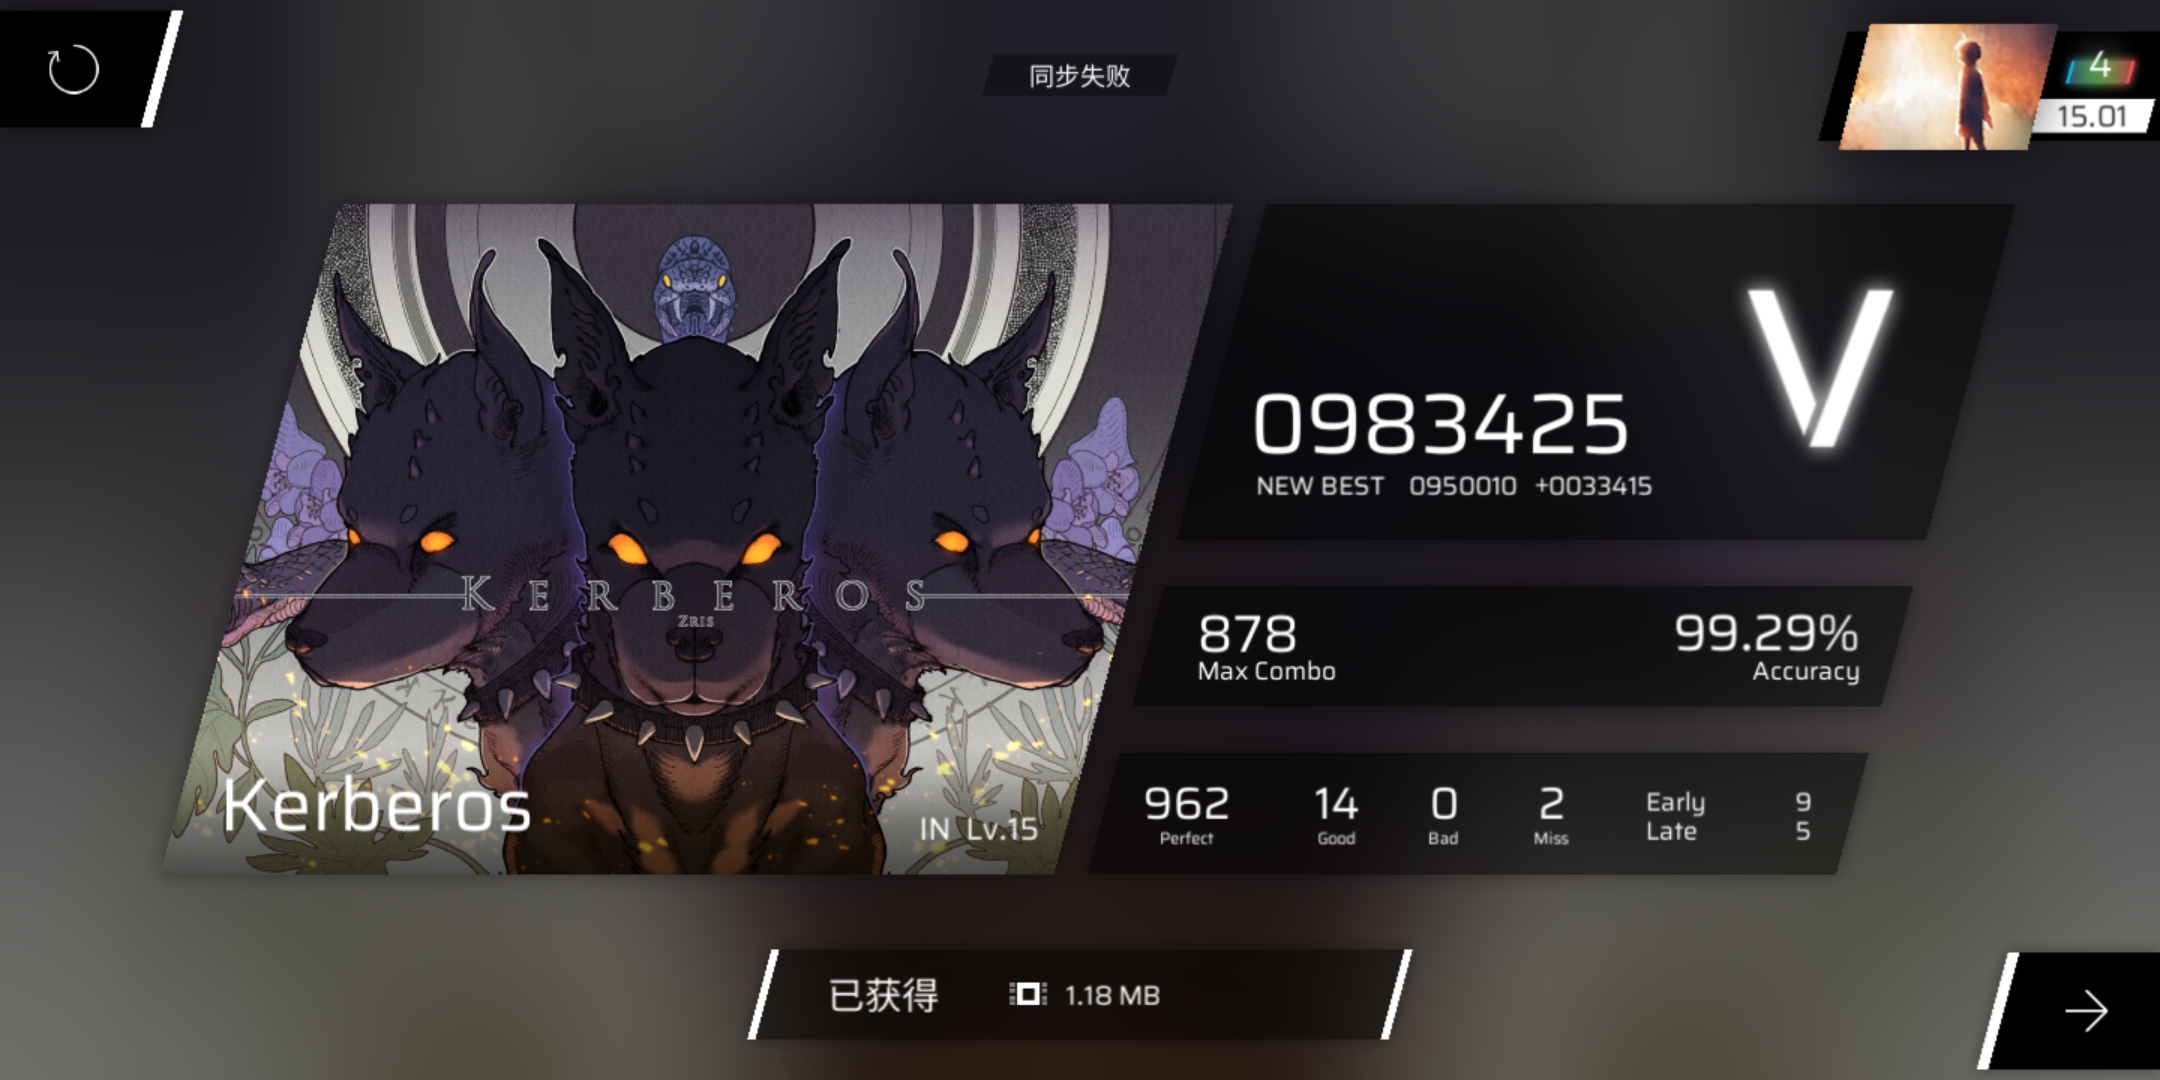 同步失败
4
15.01
KERBEROS
ZRIS
Kerberos
IN Lv.15
V
0983425
NEW BEST 0950010 +0033415
878
Max Combo
99.29%
Accuracy
962 14 0 2
Perfect Good Bad Miss
Early 9
Late 5
已获得 1.18 MB